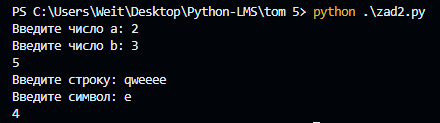 PS C:\Users\Weit\Desktop\Python-LMS\tom 5> python .\zad2.py
Введите число a: 2
Введите число b: 3
5
Введите строку: qweeee
Введите символ: e
4